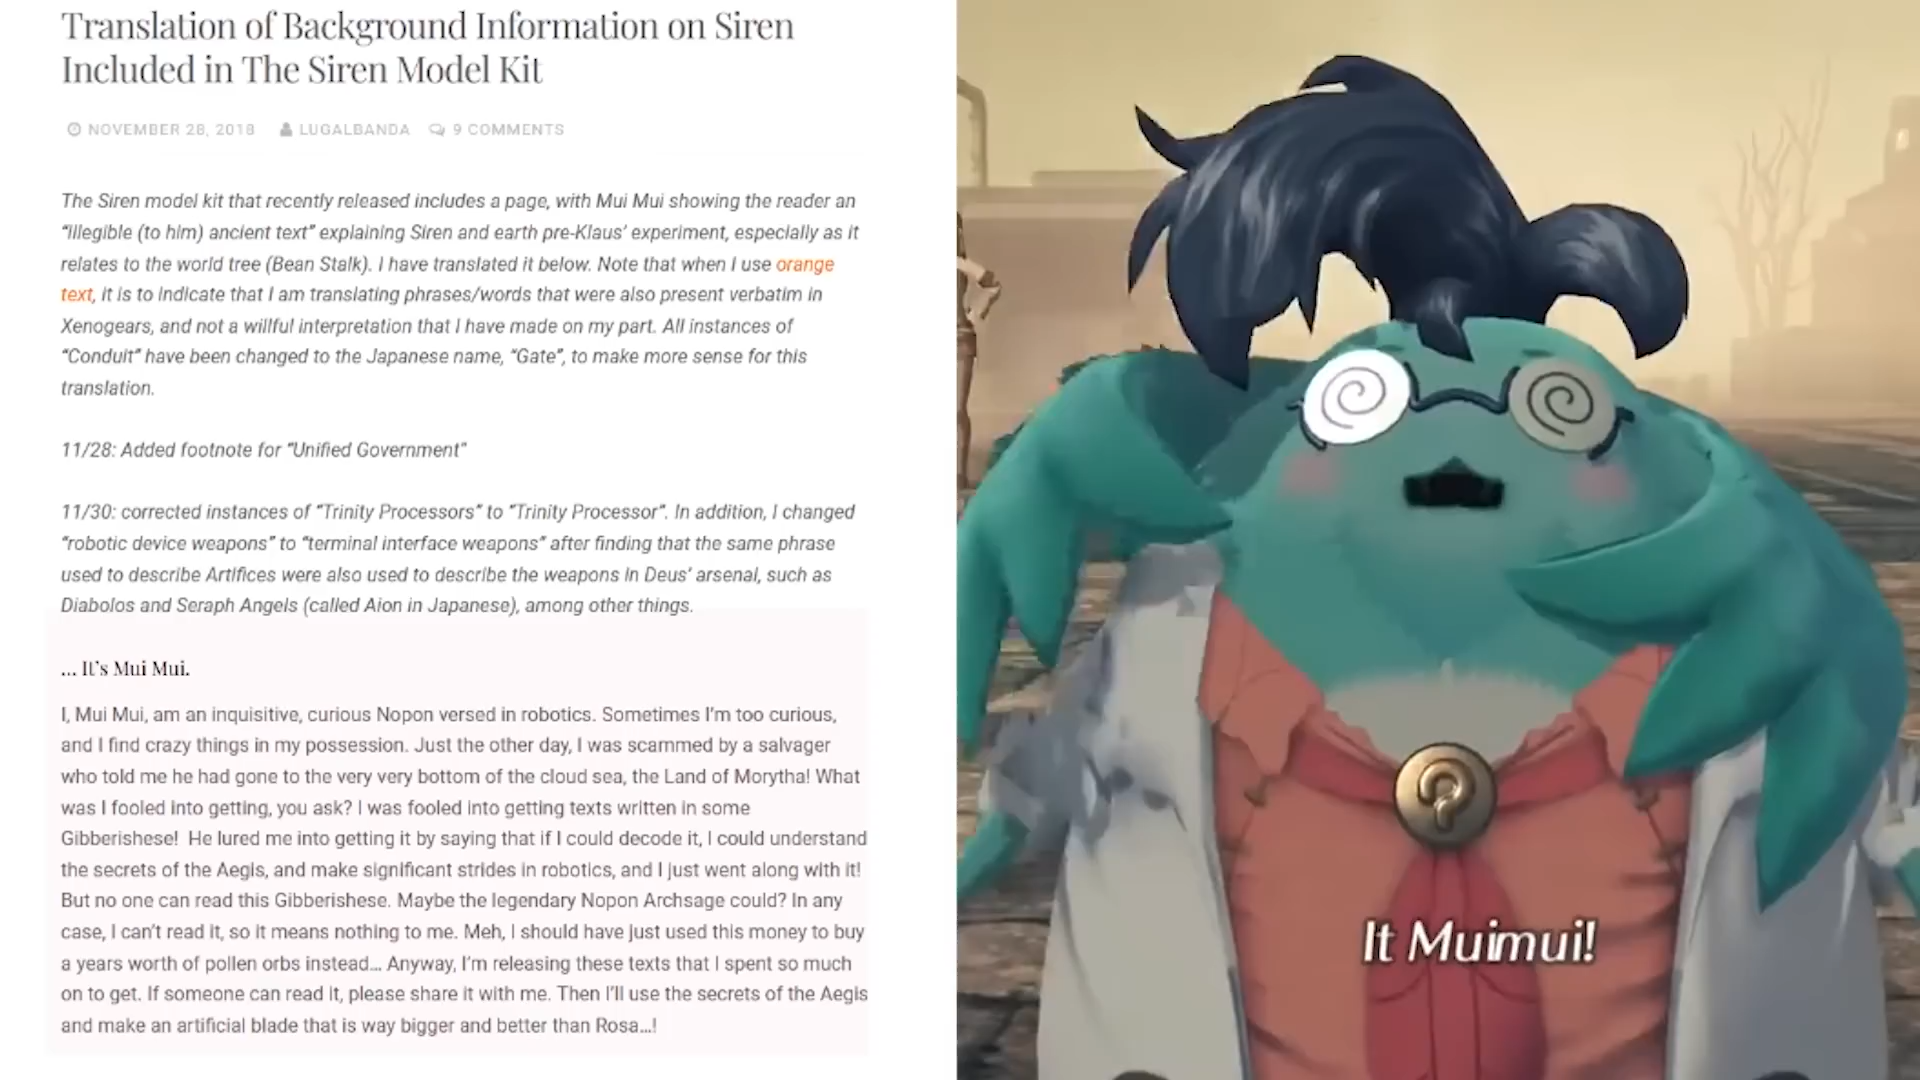 Translation of Background Information on Siren
Included in The Siren Model Kit
NOVEMBER 28, 2018 LUGALBANDA 9 COMMENTS
The Siren model kit that recently released includes a page, with Mui Mui showing the reader an
“illegible (to him) ancient text” explaining Siren and earth pre-Klaus’ experiment, especially as it
relates to the world tree (Bean Stalk). I have translated it below. Note that when I use orange
text, it is to indicate that I am translating phrases/words that were also present verbatim in
Xenogears, and not a willful interpretation that I have made on my part. All instances of
“Conduit” have been changed to the Japanese name, “Gate”, to make more sense for this
translation.
11/28: Added footnote for “Unified Government”
11/30: corrected instances of “Trinity Processors” to “Trinity Processor”. In addition, I changed
“robotic device weapons” to “terminal interface weapons” after finding that the same phrase
used to describe Artifices were also used to describe the weapons in Deus’ arsenal, such as
Diabolos and Seraph Angels (called Aion in Japanese), among other things.
... It’s Mui Mui.
I, Mui Mui, am an inquisitive, curious Nopon versed in robotics. Sometimes I’m too curious,
and I find crazy things in my possession. Just the other day, I was scammed by a salvager
who told me he had gone to the very very bottom of the cloud sea, the Land of Morytha! What
was I fooled into getting, you ask? I was fooled into getting texts written in some
Gibberishese! He lured me into getting it by saying that if I could decode it, I could understand
the secrets of the Aegis, and make significant strides in robotics, and I just went along with it!
But no one can read this Gibberishese. Maybe the legendary Nopon Archsage could? In any
case, I can’t read it, so it means nothing to me. Meh, I should have just used this money to buy
a years worth of pollen orbs instead... Anyway, I’m releasing these texts that I spent so much
on to get. If someone can read it, please share it with me. Then I’ll use the secrets of the Aegis
and make an artificial blade that is way bigger and better than Rosa...!
?
It Muimui!